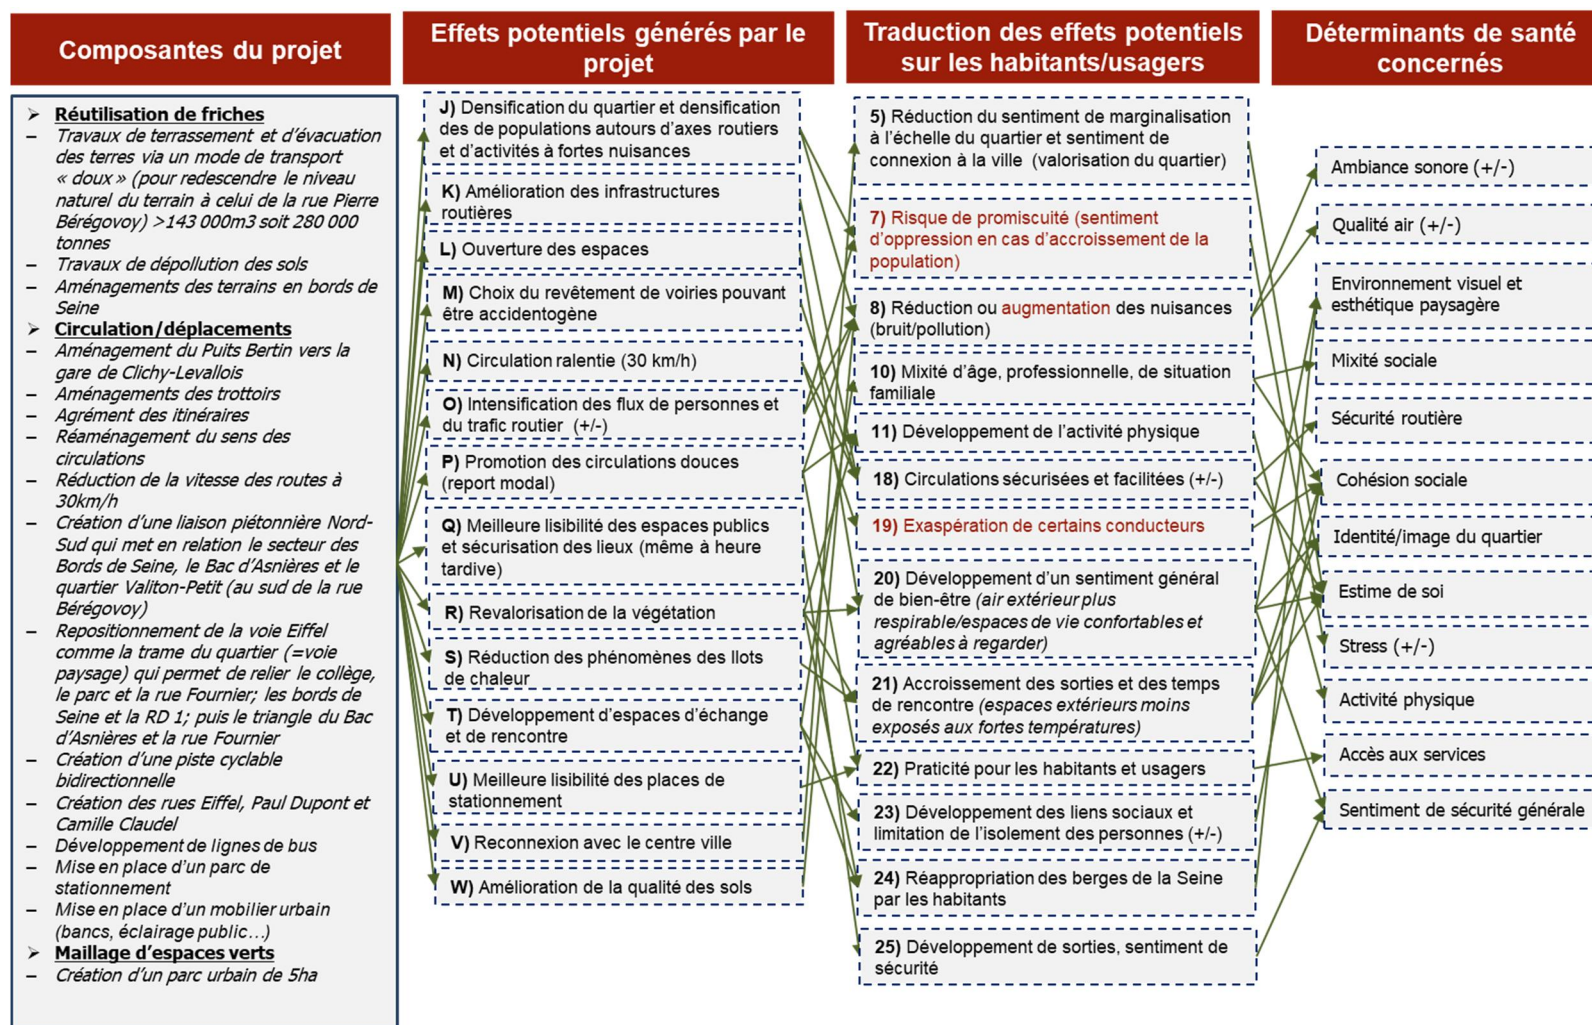 Composantes du projet
➢ Réutilisation de friches
– Travaux de terrassement et d'évacuation
des terres via un mode de transport
« doux » (pour redescendre le niveau
naturel du terrain à celui de la rue Pierre
Bérégovoy) >143 000m3 soit 280 000
tonnes
– Travaux de dépollution des sols
– Aménagements des terrains en bords de
Seine
➢ Circulation/déplacements
– Aménagement du Puits Bertin vers la
gare de Clichy-Levallois
– Aménagements des trottoirs
– Agrément des itinéraires
– Réaménagement du sens des
circulations
– Réduction de la vitesse des routes à
30km/h
– Création d'une liaison piétonnière Nord-
Sud qui met en relation le secteur des
Bords de Seine, le Bac d'Asnières et le
quartier Valiton-Petit (au sud de la rue
Bérégovoy)
– Repositionnement de la voie Eiffel
comme la trame du quartier (=voie
paysage) qui permet de relier le collège,
le parc et la rue Fournier; les bords de
Seine et la RD 1; puis le triangle du Bac
d'Asnières et la rue Fournier
– Création d'une piste cyclable
bidirectionnelle
– Création des rues Eiffel, Paul Dupont et
Camille Claudel
– Développement de lignes de bus
– Mise en place d'un parc de
stationnement
– Mise en place d'un mobilier urbain
(bancs, éclairage public…)
➢ Maillage d'espaces verts
– Création d'un parc urbain de 5ha
Effets potentiels générés par le
projet
J) Densification du quartier et densification
des de populations autours d'axes routiers
et d'activités à fortes nuisances
K) Amélioration des infrastructures
routières
L) Ouverture des espaces
M) Choix du revêtement de voiries pouvant
être accidentogène
N) Circulation ralentie (30 km/h)
O) Intensification des flux de personnes et
du trafic routier (+/-)
P) Promotion des circulations douces
(report modal)
Q) Meilleure lisibilité des espaces publics
et sécurisation des lieux (même à heure
tardive)
R) Revalorisation de la végétation
S) Réduction des phénomènes des îlots
de chaleur
T) Développement d'espaces d'échange
et de rencontre
U) Meilleure lisibilité des places de
stationnement
V) Reconnexion avec le centre ville
W) Amélioration de la qualité des sols
Traduction des effets potentiels
sur les habitants/usagers
5) Réduction du sentiment de marginalisation
à l'échelle du quartier et sentiment de
connexion à la ville (valorisation du quartier)
7) Risque de promiscuité (sentiment
d'oppression en cas d'accroissement de la
population)
8) Réduction ou augmentation des nuisances
(bruit/pollution)
10) Mixité d'âge, professionnelle, de situation
familiale
11) Développement de l'activité physique
18) Circulations sécurisées et facilitées (+/-)
19) Exaspération de certains conducteurs
20) Développement d'un sentiment général
de bien-être (air extérieur plus
respirable/espaces de vie confortables et
agréables à regarder)
21) Accroissement des sorties et des temps
de rencontre (espaces extérieurs moins
exposés aux fortes températures)
22) Praticité pour les habitants et usagers
23) Développement des liens sociaux et
limitation de l'isolement des personnes (+/-)
24) Réappropriation des berges de la Seine
par les habitants
25) Développement de sorties, sentiment de
sécurité
Déterminants de santé
concernés
Ambiance sonore (+/-)
Qualité air (+/-)
Environnement visuel et
esthétique paysagère
Mixité sociale
Sécurité routière
Cohésion sociale
Identité/image du quartier
Estime de soi
Stress (+/-)
Activité physique
Accès aux services
Sentiment de sécurité générale